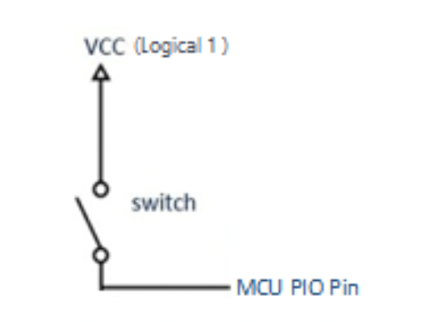 VCC (Logical 1)
switch
MCU PIO Pin